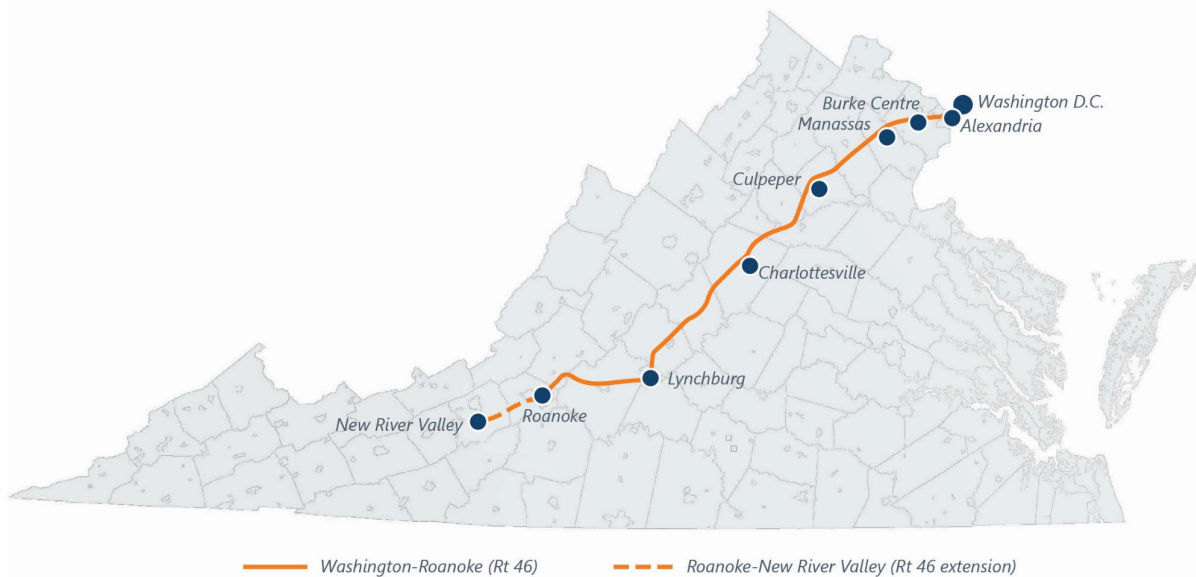 Washington D.C.
Burke Centre
Alexandria
Manassas
Culpeper
Charlottesville
Lynchburg
Roanoke
New River Valley
Washington-Roanoke (Rt 46)
Roanoke-New River Valley (Rt 46 extension)